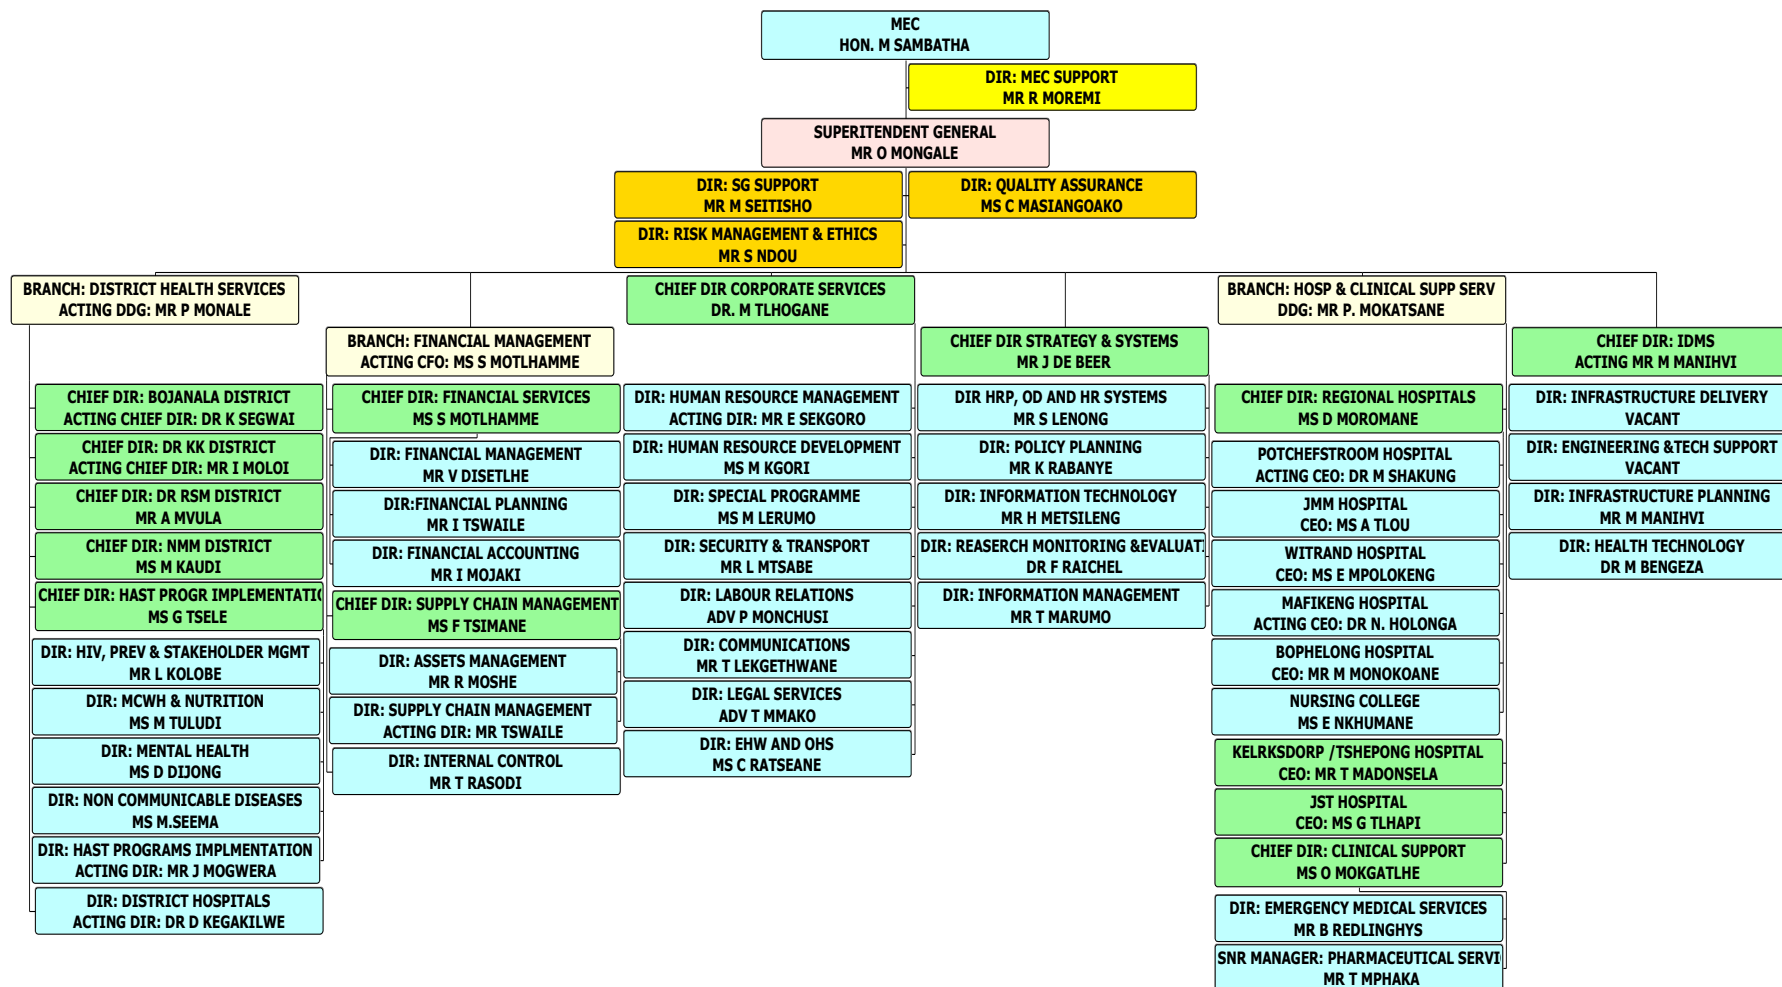 MEC
HON. M SAMBATHA
DIR: MEC SUPPORT
MR R MOREMI
SUPERITENDENT GENERAL
MR O MONGALE
DIR: SG SUPPORT
MR M SEITISHO
DIR: QUALITY ASSURANCE
MS C MASIANGOAKO
DIR: RISK MANAGEMENT & ETHICS
MR S NDOU
BRANCH: DISTRICT HEALTH SERVICES
ACTING DDG: MR P MONALE
CHIEF DIR: BOJANALA DISTRICT
ACTING CHIEF DIR: DR K SEGWAI
CHIEF DIR: DR KK DISTRICT
ACTING CHIEF DIR: MR I MOLOI
CHIEF DIR: DR RSM DISTRICT
MR A MVULA
CHIEF DIR: NMM DISTRICT
MS M KAUDI
CHIEF DIR: HAST PROGR IMPLEMENTATIO
MS G TSELE
DIR: HIV, PREV & STAKEHOLDER MGMT
MR L KOLOBE
DIR: MCWH & NUTRITION
MS M TULUDI
DIR: MENTAL HEALTH
MS D DIJONG
DIR: NON COMMUNICABLE DISEASES
MS M.SEEMA
DIR: HAST PROGRAMS IMPLMENTATION
ACTING DIR: MR J MOGWERA
DIR: DISTRICT HOSPITALS
ACTING DIR: DR D KEGAKILWE
BRANCH: FINANCIAL MANAGEMENT
ACTING CFO: MS S MOTLHAMME
CHIEF DIR: FINANCIAL SERVICES
MS S MOTLHAMME
DIR: FINANCIAL MANAGEMENT
MR V DISETLHE
DIR:FINANCIAL PLANNING
MR I TSWAILE
DIR: FINANCIAL ACCOUNTING
MR I MOJAKI
CHIEF DIR: SUPPLY CHAIN MANAGEMENT
MS F TSIMANE
DIR: ASSETS MANAGEMENT
MR R MOSHE
DIR: SUPPLY CHAIN MANAGEMENT
ACTING DIR: MR TSWAILE
DIR: INTERNAL CONTROL
MR T RASODI
CHIEF DIR CORPORATE SERVICES
DR. M TLHOGANE
DIR: HUMAN RESOURCE MANAGEMENT
ACTING DIR: MR E SEKGORO
DIR: HUMAN RESOURCE DEVELOPMENT
MS M KGORI
DIR: SPECIAL PROGRAMME
MS M LERUMO
DIR: SECURITY & TRANSPORT
MR L MTSABE
DIR: LABOUR RELATIONS
ADV P MONCHUSI
DIR: COMMUNICATIONS
MR T LEKGETHWANE
DIR: LEGAL SERVICES
ADV T MMAKO
DIR: EHW AND OHS
MS C RATSEANE
CHIEF DIR STRATEGY & SYSTEMS
MR J DE BEER
DIR HRP, OD AND HR SYSTEMS
MR S LENONG
DIR: POLICY PLANNING
MR K RABANYE
DIR: INFORMATION TECHNOLOGY
MR H METSILENG
DIR: REASERCH MONITORING &EVALUATI
DR F RAICHEL
DIR: INFORMATION MANAGEMENT
MR T MARUMO
BRANCH: HOSP & CLINICAL SUPP SERV
DDG: MR P. MOKATSANE
CHIEF DIR: REGIONAL HOSPITALS
MS D MOROMANE
POTCHEFSTROOM HOSPITAL
ACTING CEO: DR M SHAKUNG
JMM HOSPITAL
CEO: MS A TLOU
WITRAND HOSPITAL
CEO: MS E MPOLOKENG
MAFIKENG HOSPITAL
ACTING CEO: DR N. HOLONGA
BOPHELONG HOSPITAL
CEO: MR M MONOKOANE
NURSING COLLEGE
MS E NKHUMANE
KELRKSDORP /TSHEPONG HOSPITAL
CEO: MR T MADONSELA
JST HOSPITAL
CEO: MS G TLHAPI
CHIEF DIR: CLINICAL SUPPORT
MS O MOKGATLHE
DIR: EMERGENCY MEDICAL SERVICES
MR B REDLINGHYS
SNR MANAGER: PHARMACEUTICAL SERVI
MR T MPHAKA
CHIEF DIR: IDMS
ACTING MR M MANIHVI
DIR: INFRASTRUCTURE DELIVERY
VACANT
DIR: ENGINEERING &TECH SUPPORT
VACANT
DIR: INFRASTRUCTURE PLANNING
MR M MANIHVI
DIR: HEALTH TECHNOLOGY
DR M BENGEZA